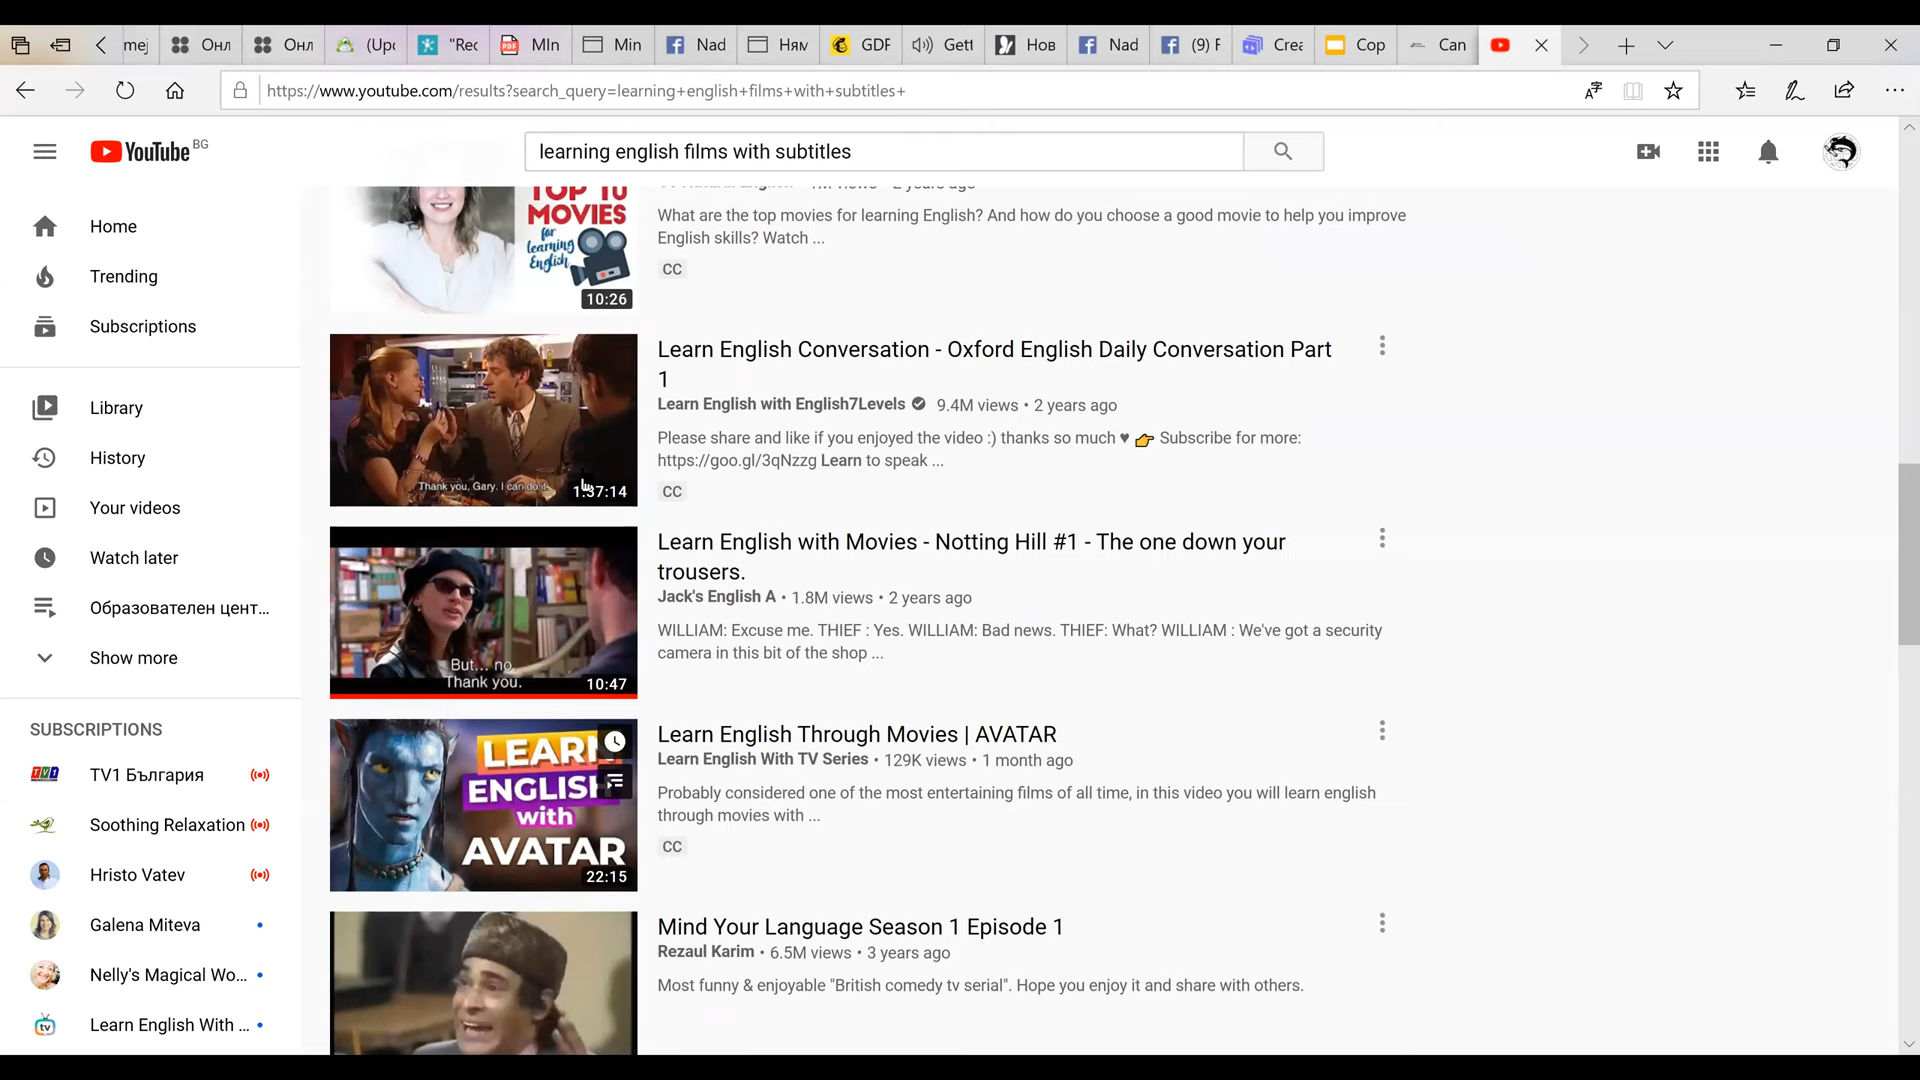 mej
Онл
Онл
(Upc
"Rec
MIn
Min
Nad
Ням
GDF
Gett
Нов
Nad
(9) F
Crea
Cop
Can
https://www.youtube.com/results?search_query=learning+english+films+with+subtitles+
YouTube BG
learning english films with subtitles
Home
Trending
Subscriptions
Library
History
Your videos
Watch later
Образователен цент...
Show more
SUBSCRIPTIONS
TV1 България
Soothing Relaxation
Hristo Vatev
Galena Miteva
Nelly's Magical Wo...
Learn English With ...
TOP 10
MOVIES
for
learning
English
10:26
2 years ago
What are the top movies for learning English? And how do you choose a good movie to help you improve
English skills? Watch ...
CC
Thank you, Gary. I can do it.
1:37:14
Learn English Conversation - Oxford English Daily Conversation Part
1
Learn English with English7Levels 9.4M views • 2 years ago
Please share and like if you enjoyed the video :) thanks so much ♥ 👉 Subscribe for more:
https://goo.gl/3qNzzg Learn to speak ...
CC
But... no.
Thank you.
10:47
Learn English with Movies - Notting Hill #1 - The one down your
trousers.
Jack's English A • 1.8M views • 2 years ago
WILLIAM: Excuse me. THIEF : Yes. WILLIAM: Bad news. THIEF: What? WILLIAM : We've got a security
camera in this bit of the shop ...
LEARN
ENGLISH
with
AVATAR
22:15
Learn English Through Movies | AVATAR
Learn English With TV Series • 129K views • 1 month ago
Probably considered one of the most entertaining films of all time, in this video you will learn english
through movies with ...
CC
Mind Your Language Season 1 Episode 1
Rezaul Karim • 6.5M views • 3 years ago
Most funny & enjoyable "British comedy tv serial". Hope you enjoy it and share with others.